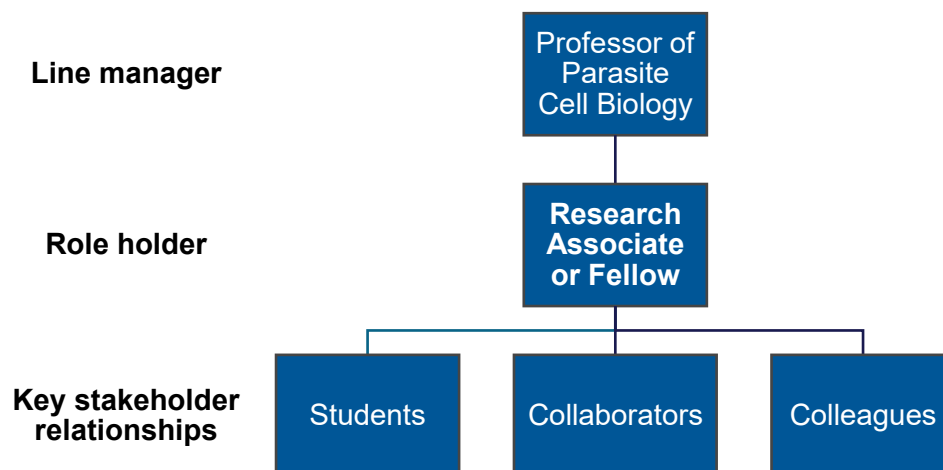 Line manager
Professor of
Parasite
Cell Biology
Role holder
Research
Associate
or Fellow
Key stakeholder
relationships
Students
Collaborators
Colleagues